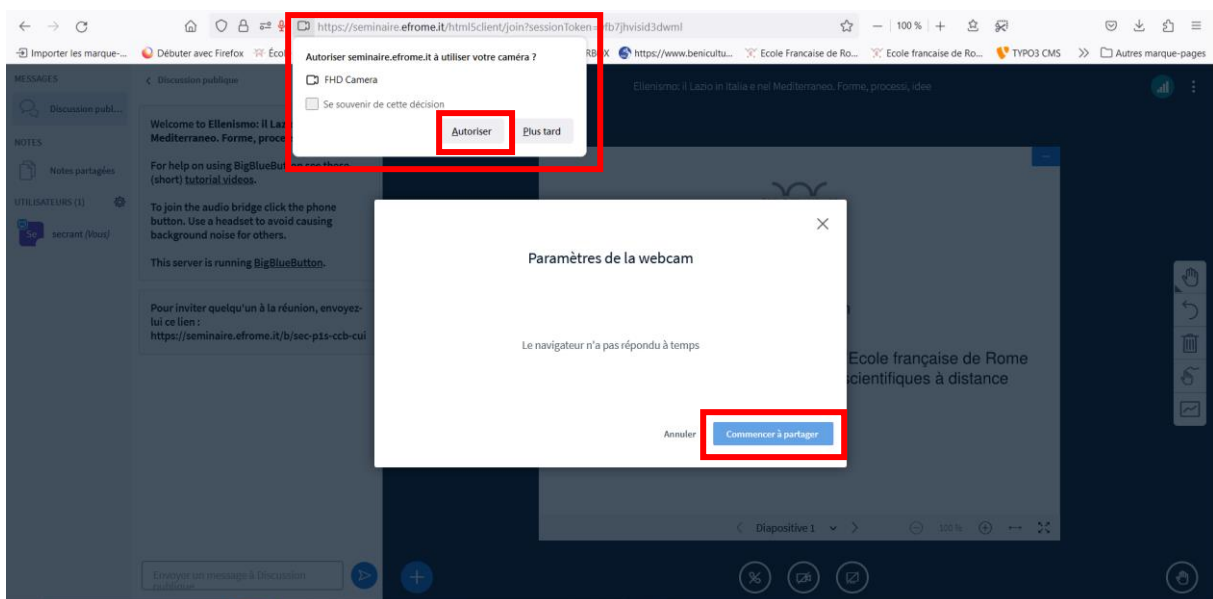 https://seminaire.efrome.it/html5client/join?sessionToken=
fb7jhvisid3dwml
100 %
Importer les marque-...
Débuter avec Firefox
https://www.benicultu...
Ecole Francaise de Ro...
Ecole francaise de Ro...
TYPO3 CMS
Autres marque-pages
Autoriser seminaire.efrome.it à utiliser votre caméra ?
FHD Camera
Se souvenir de cette décision
Autoriser
Plus tard
MESSAGES
Discussion publ...
NOTES
Notes partagées
UTILISATEURS (1)
Se
secrant (Vous)
Discussion publique
Welcome to Ellenismo: il
Mediterraneo. Forme,
For help on using BigBlueButton see these
(short) tutorial videos.
To join the audio bridge click the phone
button. Use a headset to avoid causing
background noise for others.
This server is running BigBlueButton.
Pour inviter quelqu'un à la réunion, envoyez-
lui ce lien :
https://seminaire.efrome.it/b/sec-p1s-ccb-cui
Envoyer un message à Discussion
publique
Ellenismo: il Lazio in Italia e nel Mediterraneo. Forme, processi, idee
Paramètres de la webcam
Le navigateur n'a pas répondu à temps
Annuler
Commencer à partager
Ecole française de Rome
scientifiques à distance
Diapositive 1
100 %